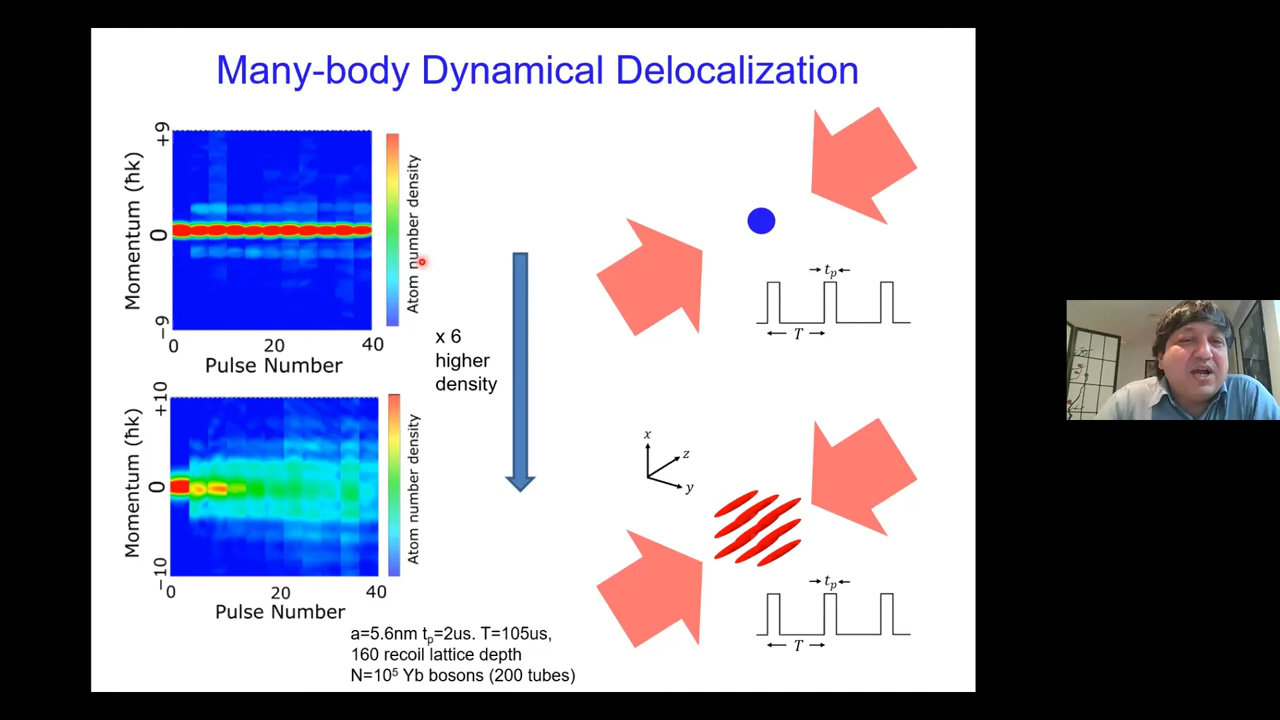 Many-body Dynamical Delocalization
+9
0
−9
Momentum (ħk)
0 20 40
Pulse Number
Atom number density
x 6
higher
density
+10
0
−10
Momentum (ħk)
0 20 40
Pulse Number
Atom number density
a=5.6nm tₚ=2us. T=105us,
160 recoil lattice depth
N=10⁵ Yb bosons (200 tubes)
tₚ
T
x
z
y
tₚ
T